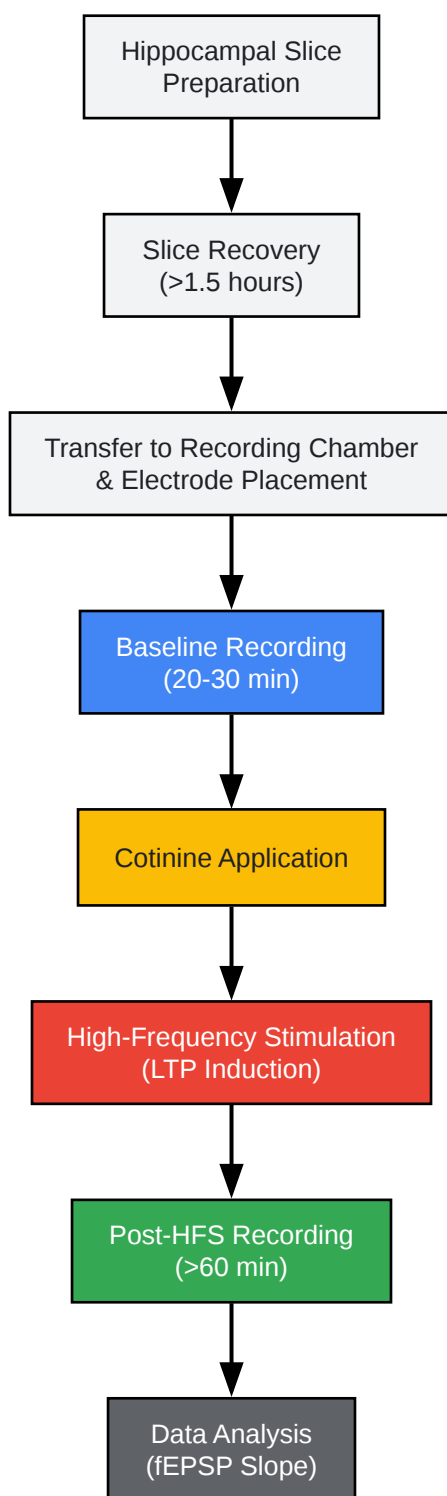 Hippocampal Slice
Preparation
Slice Recovery
(>1.5 hours)
Transfer to Recording Chamber
& Electrode Placement
Baseline Recording
(20-30 min)
Cotinine Application
High-Frequency Stimulation
(LTP Induction)
Post-HFS Recording
(>60 min)
Data Analysis
(fEPSP Slope)